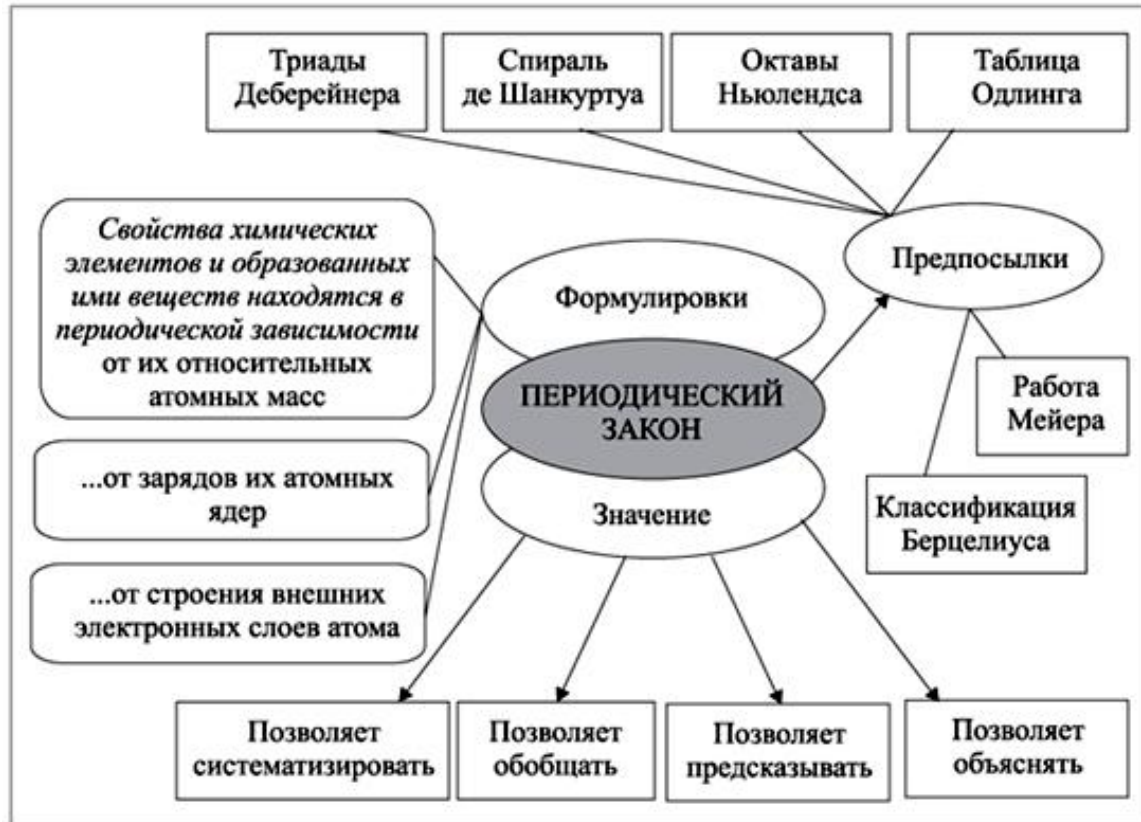 Триады
Деберейнера
Спираль
де Шанкуртуа
Октавы
Ньюлендса
Таблица
Одлинга
Свойства химических
элементов и образованных
ими веществ находятся в
периодической зависимости
от их относительных
атомных масс
Формулировки
Предпосылки
ПЕРИОДИЧЕСКИЙ
ЗАКОН
Работа
Мейера
...от зарядов их атомных
ядер
Значение
Классификация
Берцелиуса
...от строения внешних
электронных слоев атома
Позволяет
систематизировать
Позволяет
обобщать
Позволяет
предсказывать
Позволяет
объяснять